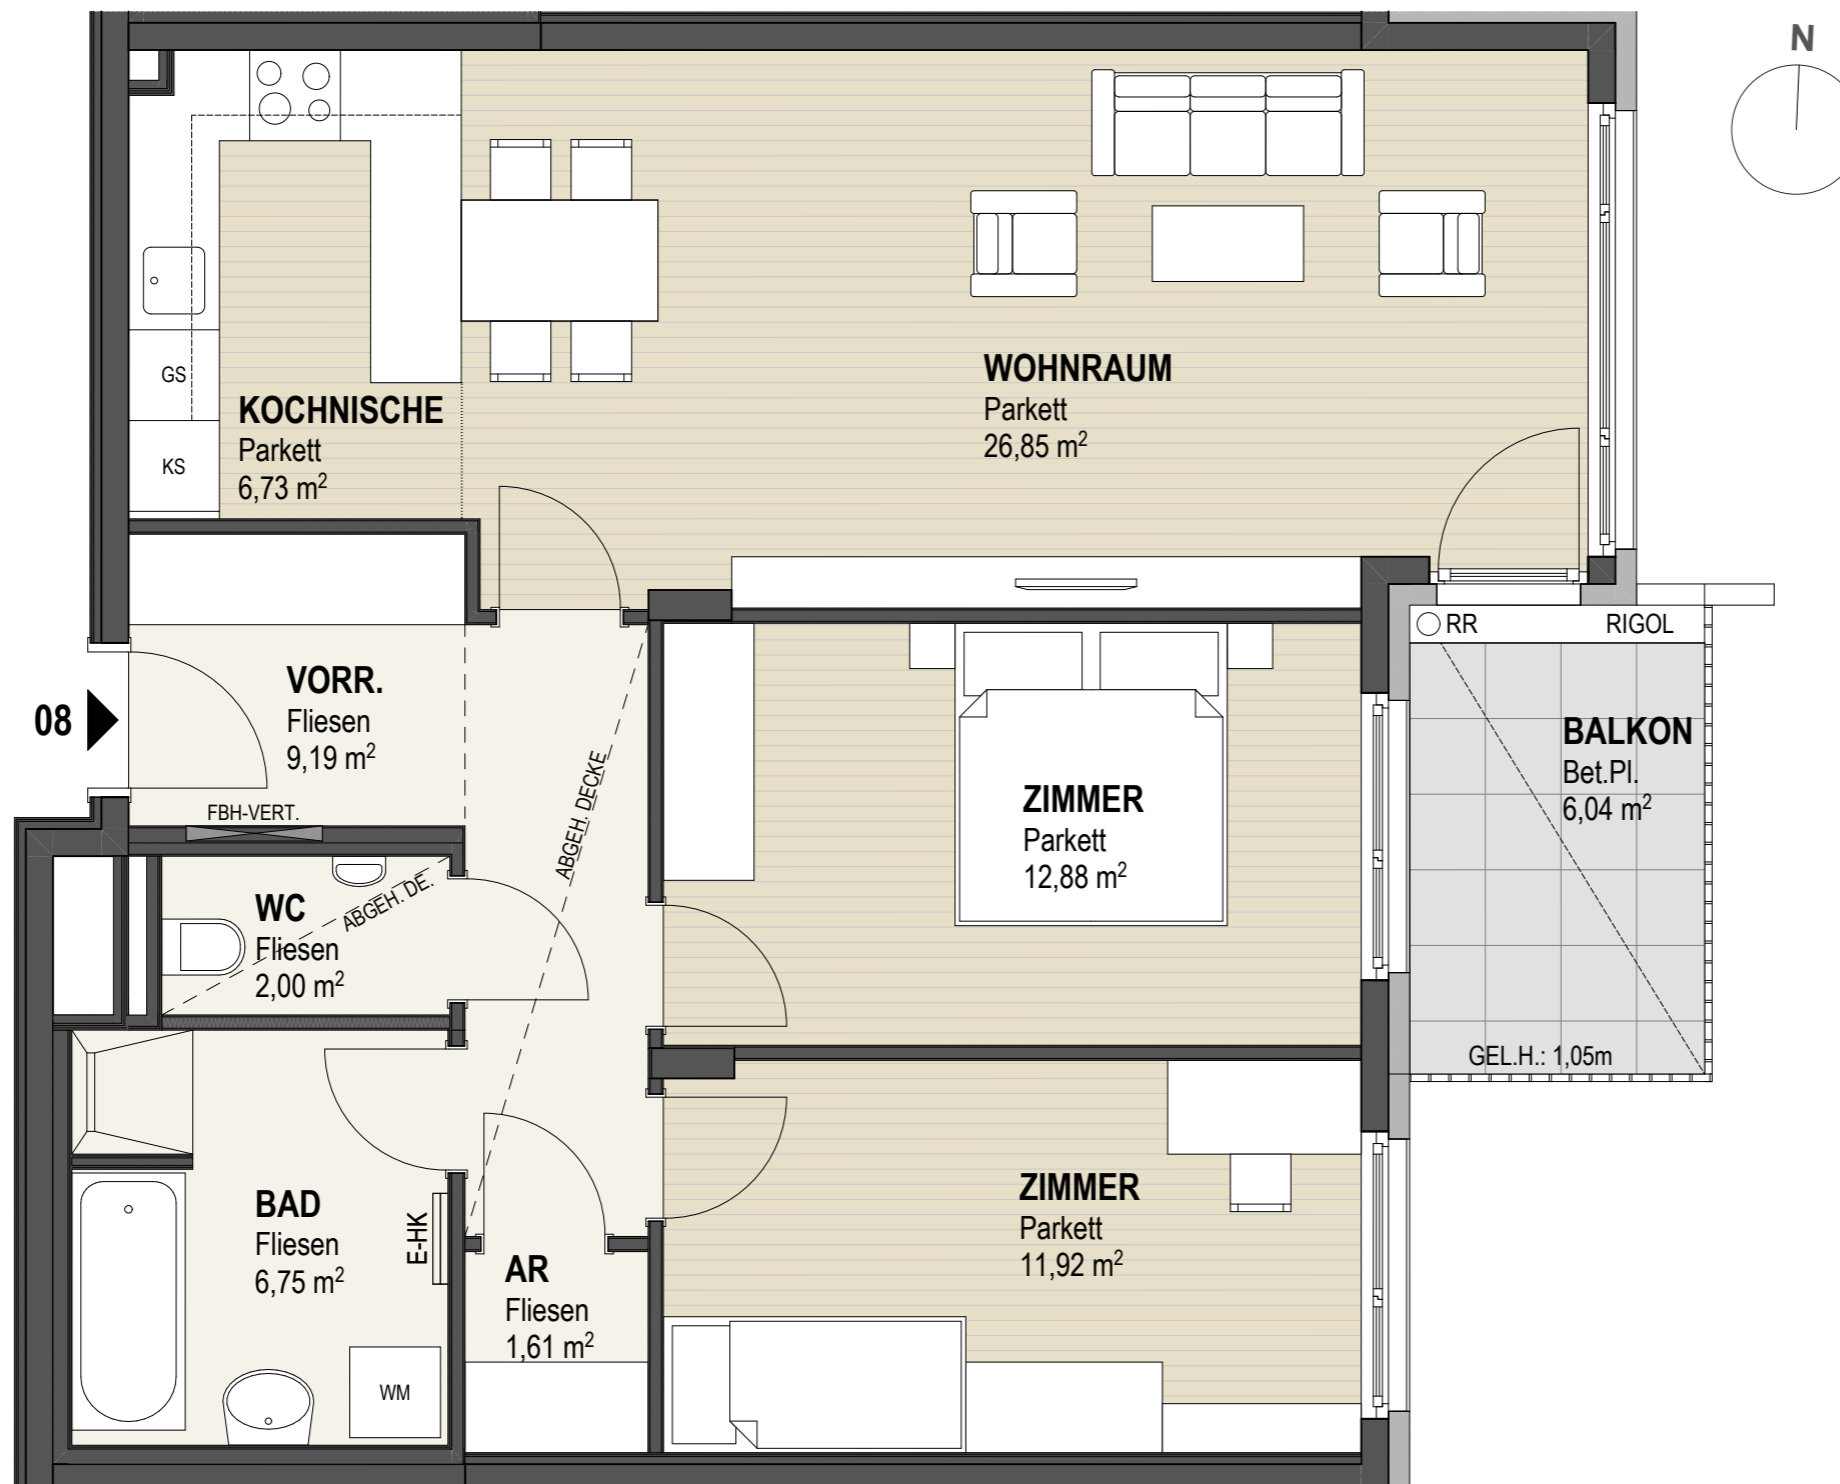 N
GS
KS
KOCHNISCHE
Parkett
6,73 m²
WOHNRAUM
Parkett
26,85 m²
RR
RIGOL
08
VORR.
Fliesen
9,19 m²
FBH-VERT.
ABGEH. DECKE
ZIMMER
Parkett
12,88 m²
BALKON
Bet.Pl.
6,04 m²
GEL.H.: 1,05m
WC
Fliesen
2,00 m²
ABGEH. DE.
BAD
Fliesen
6,75 m²
E-HK
WM
AR
Fliesen
1,61 m²
ZIMMER
Parkett
11,92 m²